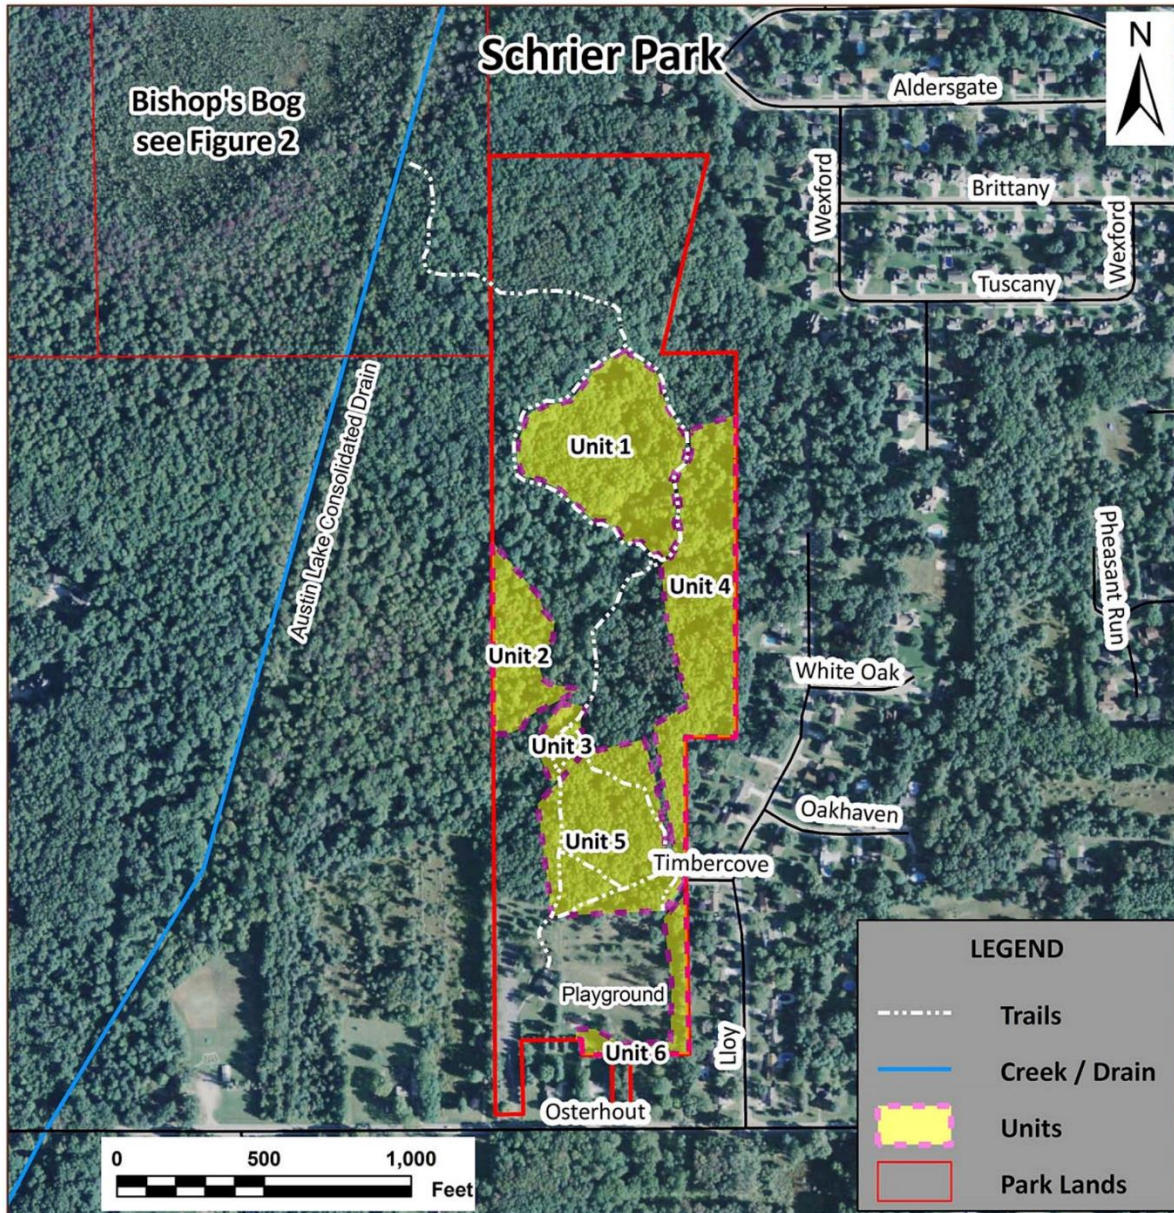 Schrier Park
N
Bishop's Bog
see Figure 2
Aldersgate
Wexford
Brittany
Wexford
Tuscany
Austin Lake Consolidated Drain
Unit 1
Pheasant Run
Unit 4
Unit 2
White Oak
Unit 3
Oakhaven
Unit 5
Timbercove
Playground
Lloy
Unit 6
Osterhout
LEGEND
Trails
Creek / Drain
Units
Park Lands
0 500 1,000
Feet